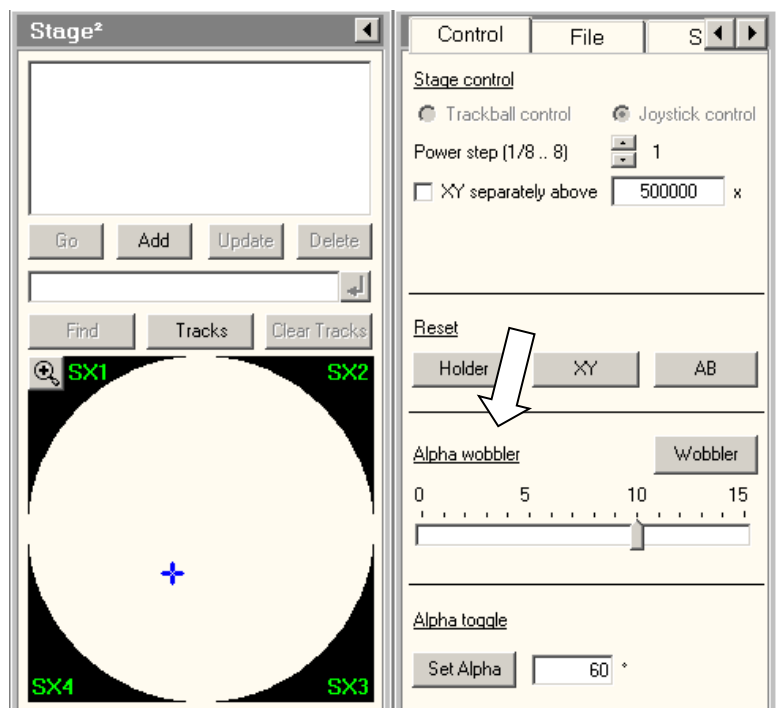 Stage²
Go Add Update Delete
Find Tracks Clear Tracks
SX1 SX2
SX4 SX3
Control File S
Stage control
Trackball control Joystick control
Power step (1/8 .. 8) 1
XY separately above 500000 x
Reset
Holder XY AB
Alpha wobbler Wobbler
0 5 10 15
Alpha toggle
Set Alpha 60 °